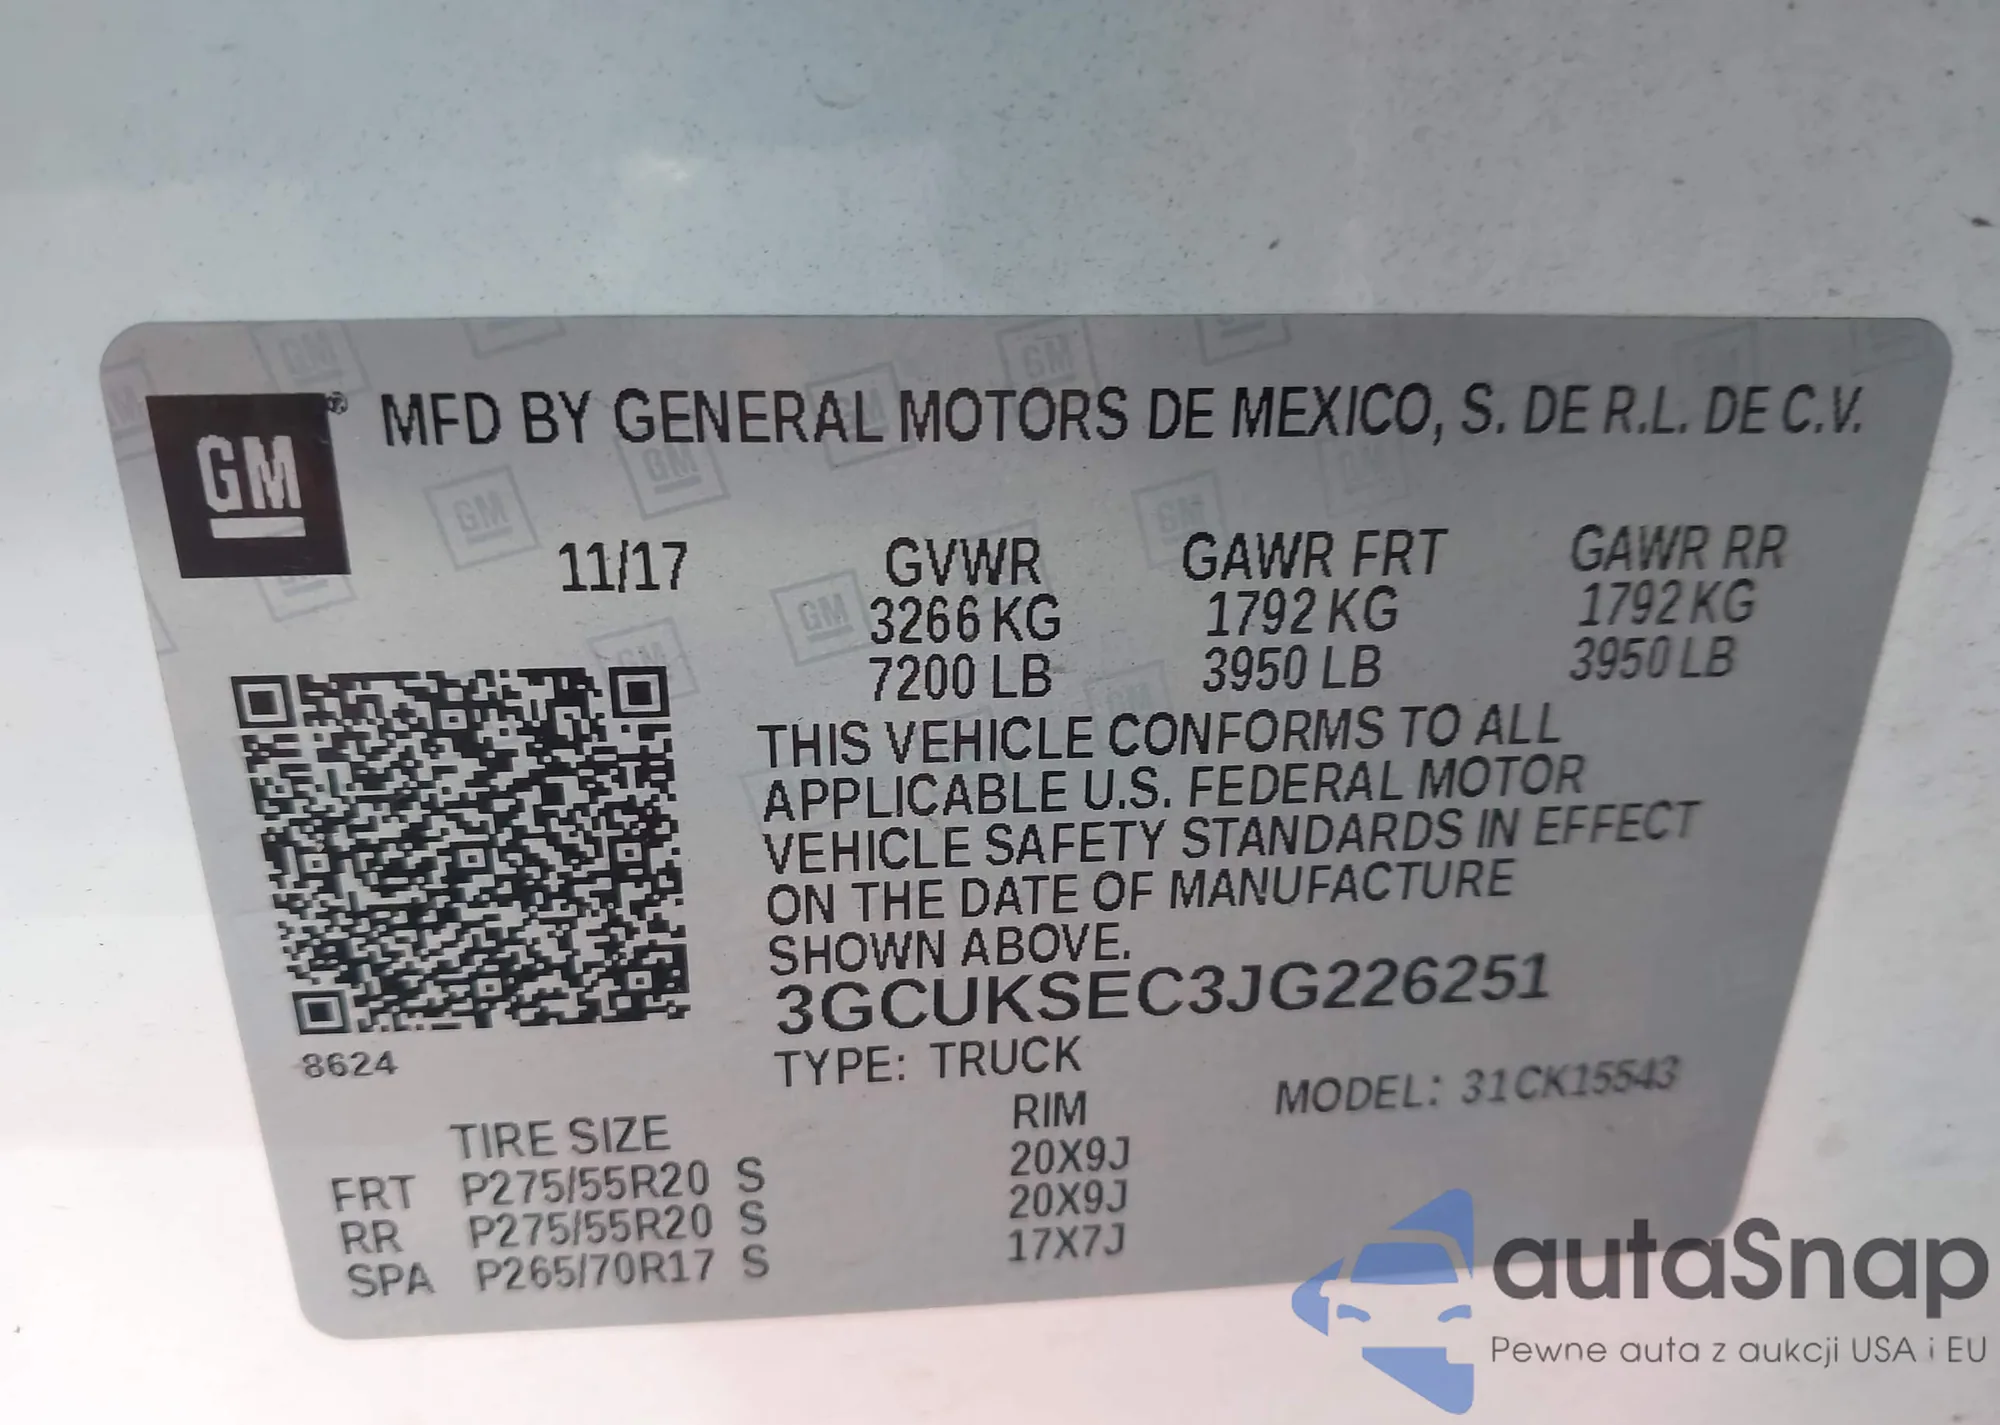 GM
MFD BY GENERAL MOTORS DE MEXICO, S. DE R.L. DE C.V.
11/17 GVWR GAWR FRT GAWR RR
3266 KG 1792 KG 1792 KG
7200 LB 3950 LB 3950 LB
THIS VEHICLE CONFORMS TO ALL
APPLICABLE U.S. FEDERAL MOTOR
VEHICLE SAFETY STANDARDS IN EFFECT
ON THE DATE OF MANUFACTURE
SHOWN ABOVE.
3GCUKSEC3JG226251
8624
TYPE: TRUCK MODEL: 31CK15543
TIRE SIZE RIM
FRT P275/55R20 S 20X9J
RR P275/55R20 S 20X9J
SPA P265/70R17 S 17X7J
autaSnap
Pewne auta z aukcji USA i EU